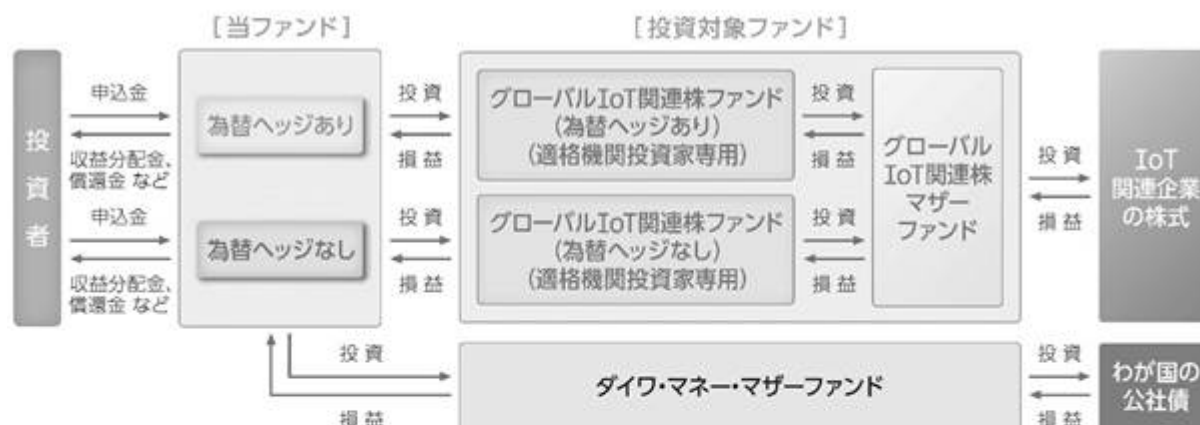 [当ファンド]
[投資対象ファンド]
投資者
申込金
収益分配金、
償還金 など
申込金
収益分配金、
償還金 など
為替ヘッジあり
為替ヘッジなし
投資
損益
投資
損益
グローバルIoT関連株ファンド
(為替ヘッジあり)
(適格機関投資家専用)
グローバルIoT関連株ファンド
(為替ヘッジなし)
(適格機関投資家専用)
投資
損益
投資
損益
グローバル
IoT関連株
マザー
ファンド
投資
損益
IoT
関連企業
の株式
投資
損益
ダイワ・マネー・マザーファンド
投資
損益
わが国の
公社債